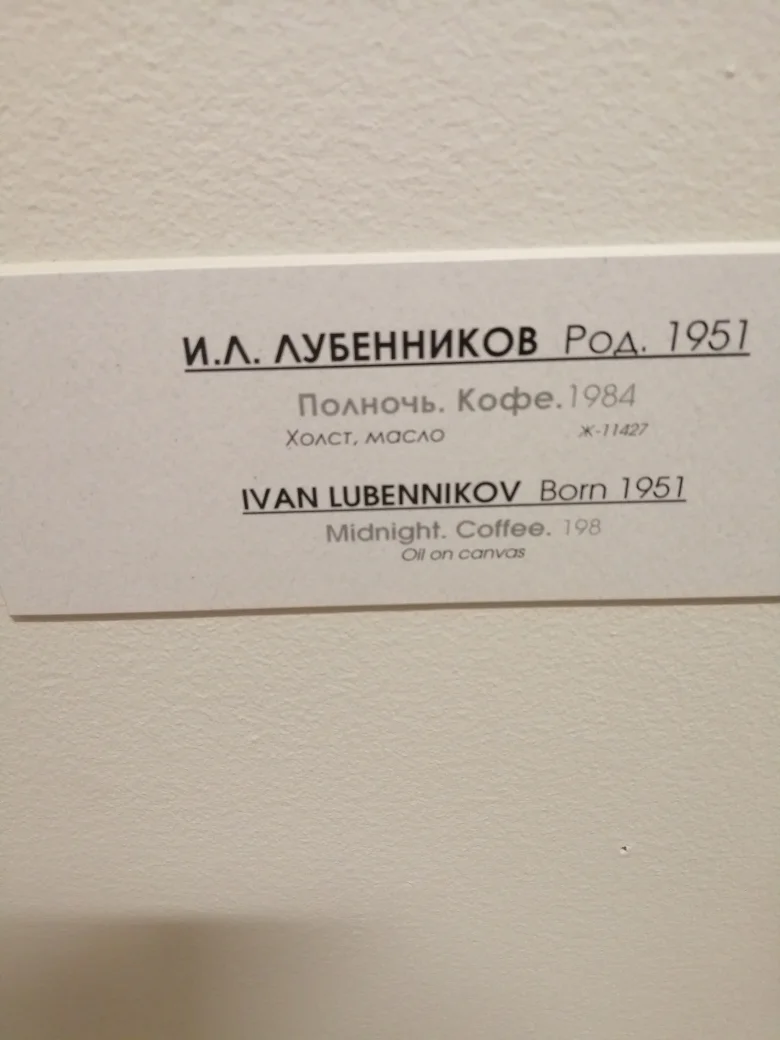 И.Л. ЛУБЕННИКОВ Род. 1951
Полночь. Кофе.1984
Холст, масло Ж-11427
IVAN LUBENNIKOV Born 1951
Midnight. Coffee. 198
Oil on canvas